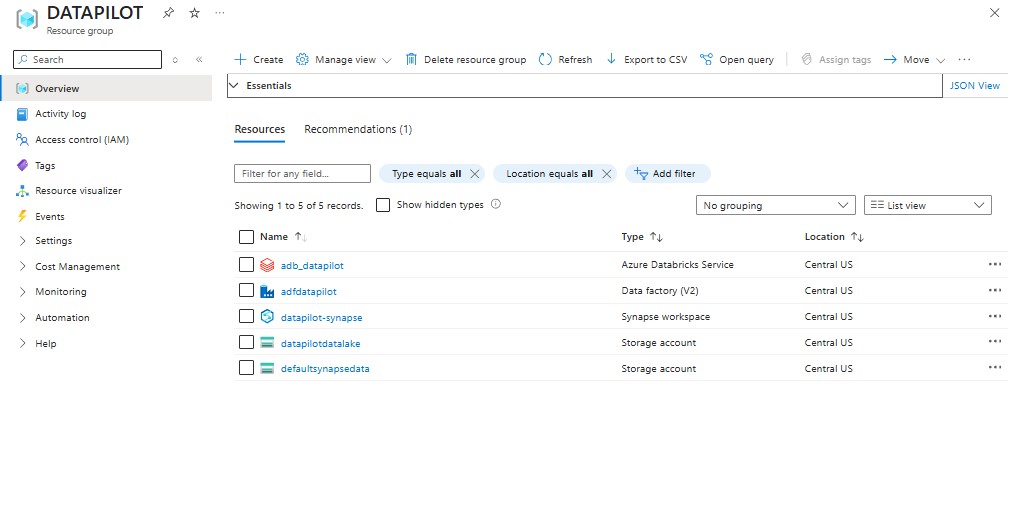 DATAPILOT
Resource group
Search
Overview
Activity log
Access control (IAM)
Tags
Resource visualizer
Events
Settings
Cost Management
Monitoring
Automation
Help
Create Manage view Delete resource group Refresh Export to CSV Open query Assign tags Move
Essentials JSON View
Resources Recommendations (1)
Filter for any field... Type equals all Location equals all Add filter
Showing 1 to 5 of 5 records. Show hidden types No grouping List view
Name Type Location
adb_datapilot Azure Databricks Service Central US
adfdatapilot Data factory (V2) Central US
datapilot-synapse Synapse workspace Central US
datapilotdatalake Storage account Central US
defaultsynapsedata Storage account Central US